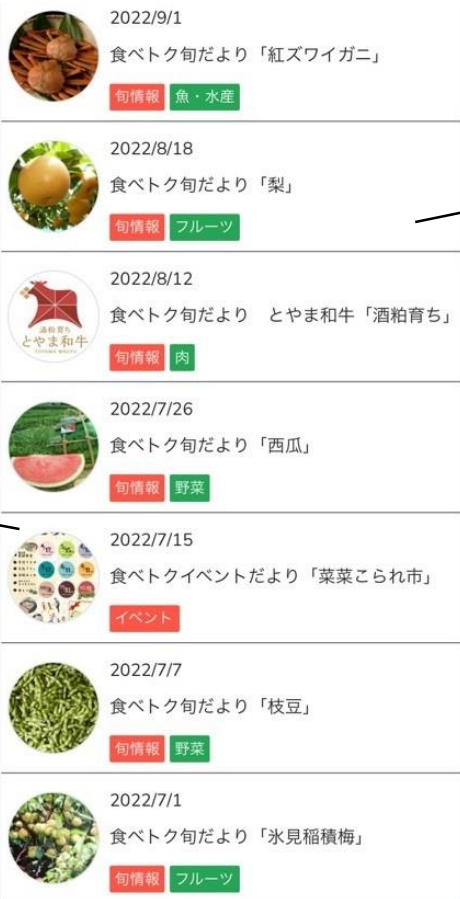 2022/9/1
食べトク旬だより「紅ズワイガニ」
旬情報 魚・水産
2022/8/18
食べトク旬だより「梨」
旬情報 フルーツ
2022/8/12
食べトク旬だより　とやま和牛「酒粕育ち」
酒粕育ち
とやま和牛
TOYAMA WAGYU
旬情報 肉
2022/7/26
食べトク旬だより「西瓜」
旬情報 野菜
2022/7/15
食べトクイベントだより「菜菜こられ市」
イベント
2022/7/7
食べトク旬だより「枝豆」
旬情報 野菜
2022/7/1
食べトク旬だより「氷見稲積梅」
旬情報 フルーツ